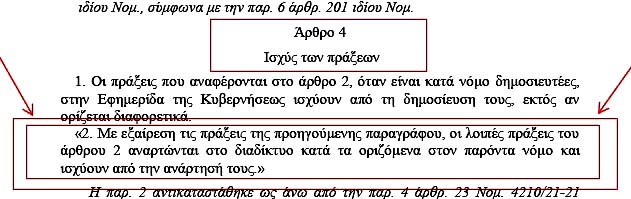 ιδίου Νομ., σύμφωνα με την παρ. 6 άρθρ. 201 ιδίου Νομ.
Άρθρο 4
Ισχύς των πράξεων
1. Οι πράξεις που αναφέρονται στο άρθρο 2, όταν είναι κατά νόμο δημοσιευτέες,
στην Εφημερίδα της Κυβερνήσεως ισχύουν από τη δημοσίευση τους, εκτός αν
ορίζεται διαφορετικά.
«2. Με εξαίρεση τις πράξεις της προηγούμενης παραγράφου, οι λοιπές πράξεις του
άρθρου 2 αναρτώνται στο διαδίκτυο κατά τα οριζόμενα στον παρόντα νόμο και
ισχύουν από την ανάρτησή τους.»
Η παρ. 2 αντικαταστάθηκε ως άνω από την παρ. 4 άρθρ. 23 Νομ. 4210/21-21